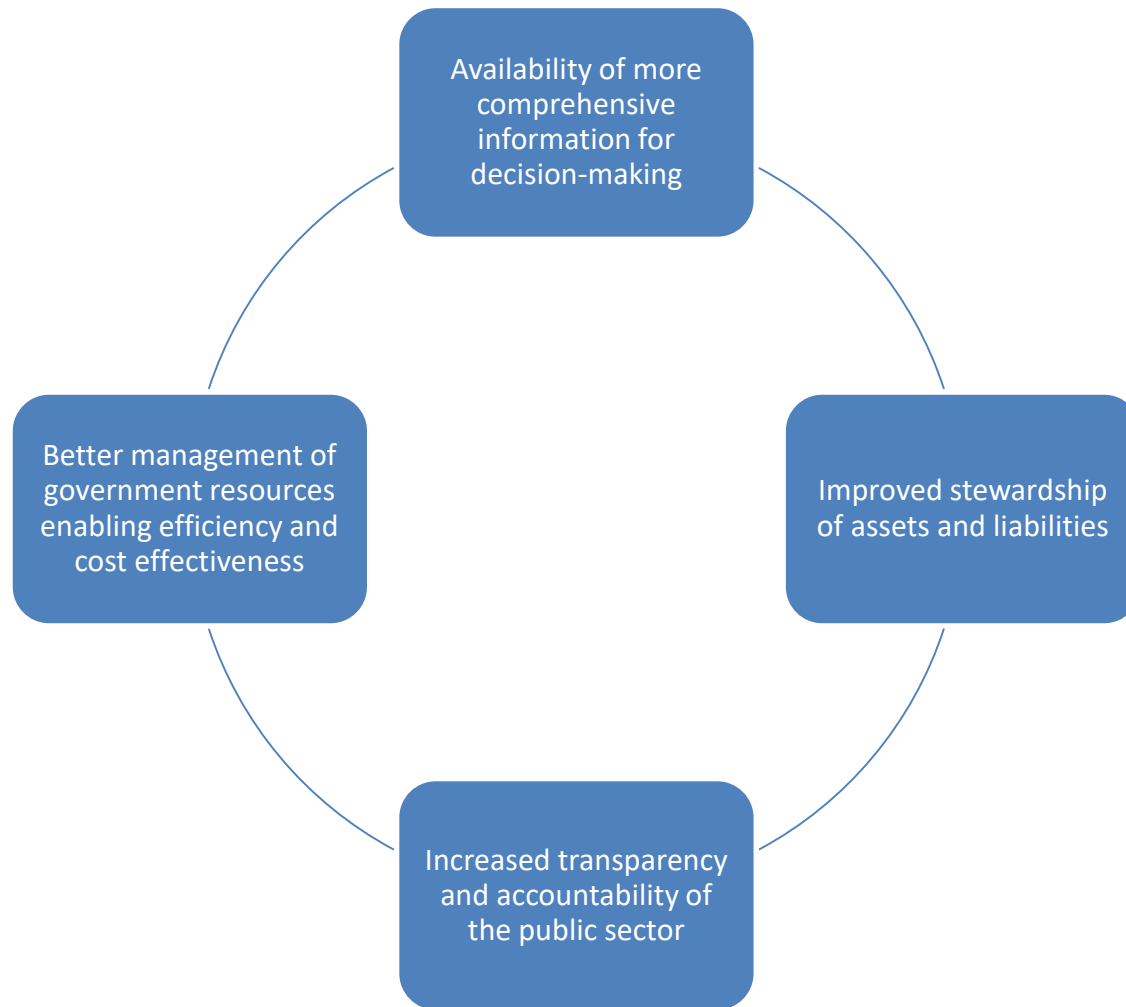 Availability of more
comprehensive
information for
decision-making
Better management of
government resources
enabling efficiency and
cost effectiveness
Improved stewardship
of assets and liabilities
Increased transparency
and accountability of
the public sector